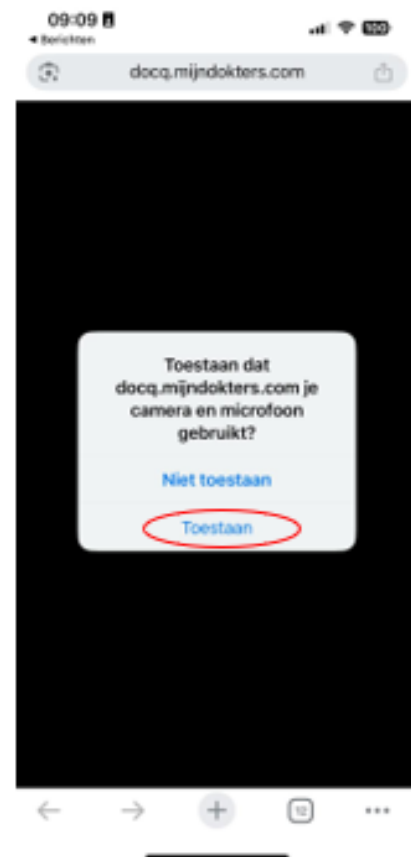 09:09
◀ Berichten
100
docq.mijndokters.com
Toestaan dat
docq.mijndokters.com je
camera en microfoon
gebruikt?
Niet toestaan
Toestaan
12